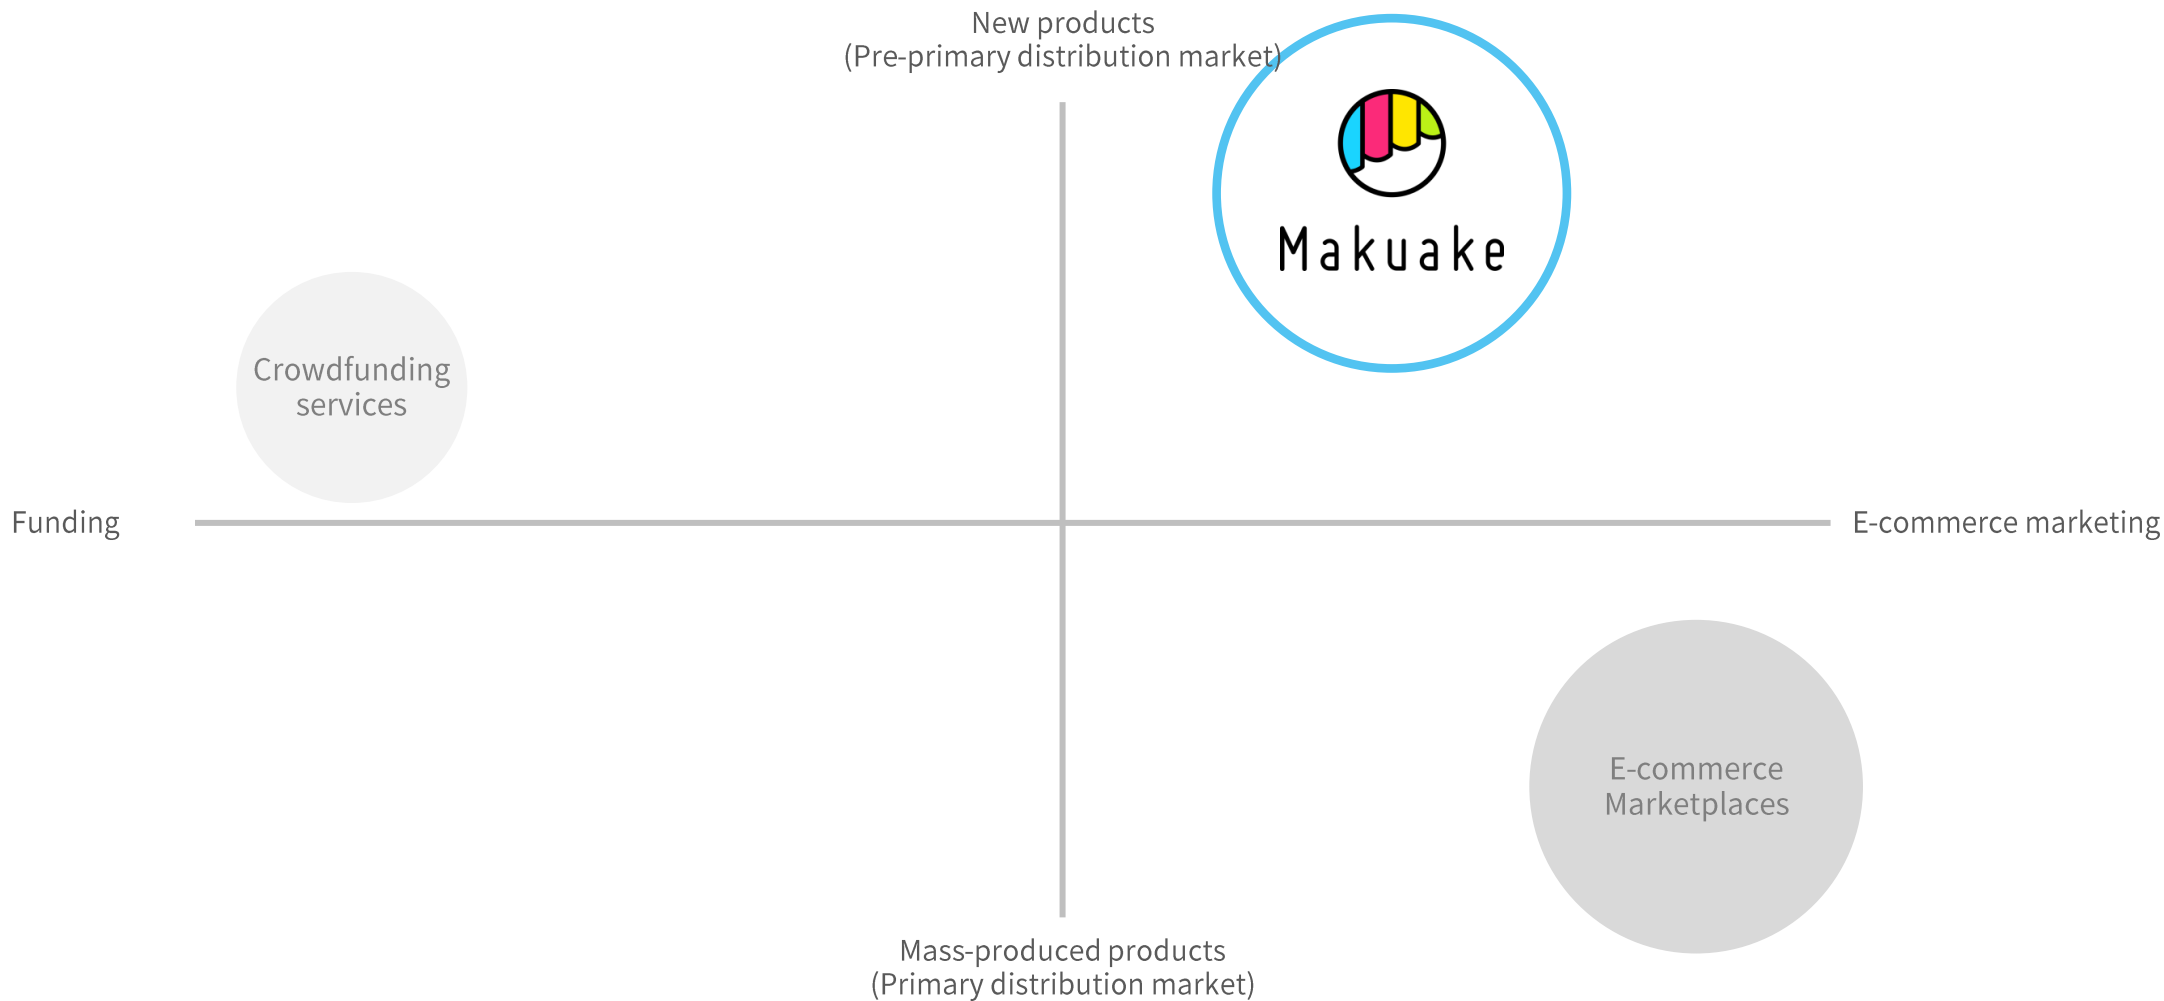 New products
(Pre-primary distribution market)
Makuake
Crowdfunding
services
Funding
E-commerce marketing
E-commerce
Marketplaces
Mass-produced products
(Primary distribution market)